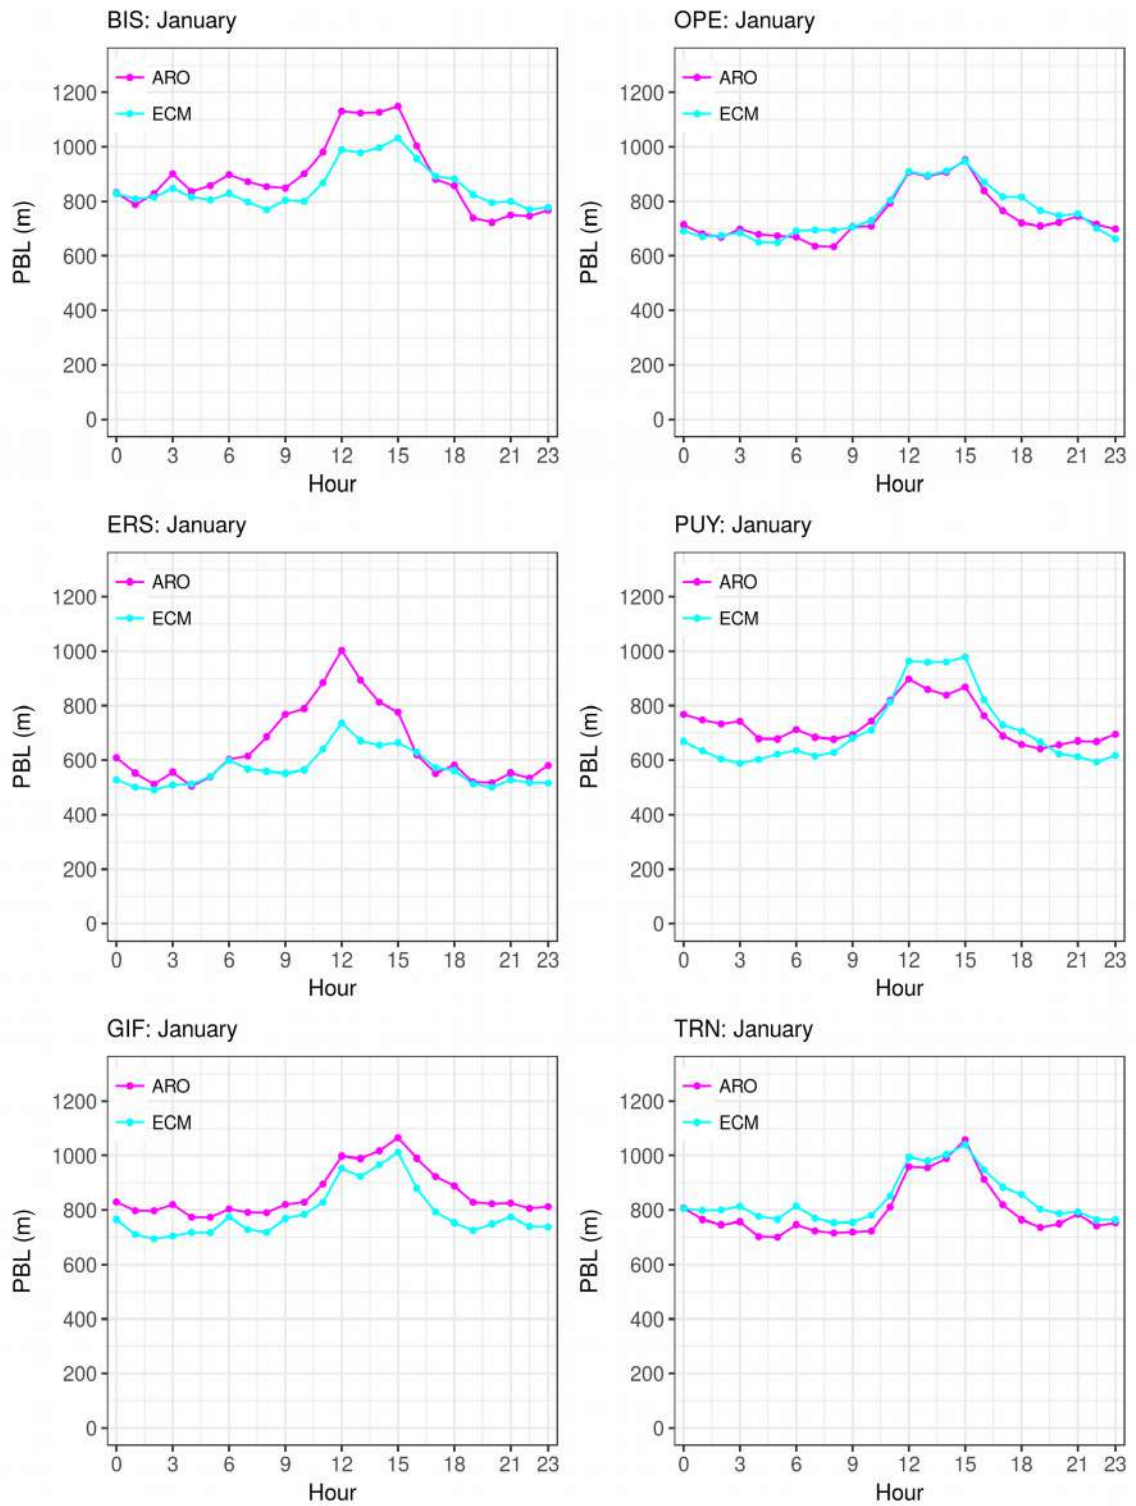 BIS: January
ARO
ECM
PBL (m)
1200
1000
800
600
400
200
0
0 3 6 9 12 15 18 21 23
Hour
OPE: January
ARO
ECM
PBL (m)
1200
1000
800
600
400
200
0
0 3 6 9 12 15 18 21 23
Hour
ERS: January
ARO
ECM
PBL (m)
1200
1000
800
600
400
200
0
0 3 6 9 12 15 18 21 23
Hour
PUY: January
ARO
ECM
PBL (m)
1200
1000
800
600
400
200
0
0 3 6 9 12 15 18 21 23
Hour
GIF: January
ARO
ECM
PBL (m)
1200
1000
800
600
400
200
0
0 3 6 9 12 15 18 21 23
Hour
TRN: January
ARO
ECM
PBL (m)
1200
1000
800
600
400
200
0
0 3 6 9 12 15 18 21 23
Hour